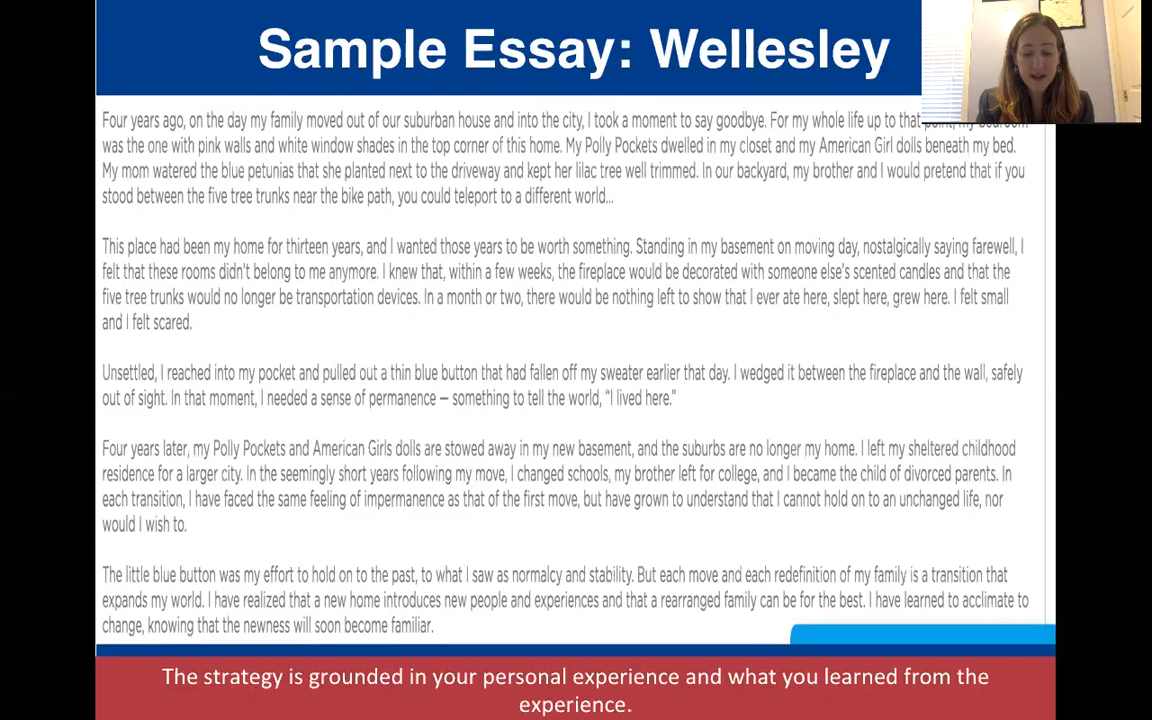 Sample Essay: Wellesley
Four years ago, on the day my family moved out of our suburban house and into the city, I took a moment to say goodbye. For my whole life up to that point, my bedroom
was the one with pink walls and white window shades in the top corner of this home. My Polly Pockets dwelled in my closet and my American Girl dolls beneath my bed.
My mom watered the blue petunias that she planted next to the driveway and kept her lilac tree well trimmed. In our backyard, my brother and I would pretend that if you
stood between the five tree trunks near the bike path, you could teleport to a different world...
This place had been my home for thirteen years, and I wanted those years to be worth something. Standing in my basement on moving day, nostalgically saying farewell, I
felt that these rooms didn't belong to me anymore. I knew that, within a few weeks, the fireplace would be decorated with someone else's scented candles and that the
five tree trunks would no longer be transportation devices. In a month or two, there would be nothing left to show that I ever ate here, slept here, grew here. I felt small
and I felt scared.
Unsettled, I reached into my pocket and pulled out a thin blue button that had fallen off my sweater earlier that day. I wedged it between the fireplace and the wall, safely
out of sight. In that moment, I needed a sense of permanence — something to tell the world, "I lived here."
Four years later, my Polly Pockets and American Girls dolls are stowed away in my new basement, and the suburbs are no longer my home. I left my sheltered childhood
residence for a larger city. In the seemingly short years following my move, I changed schools, my brother left for college, and I became the child of divorced parents. In
each transition, I have faced the same feeling of impermanence as that of the first move, but have grown to understand that I cannot hold on to an unchanged life, nor
would I wish to.
The little blue button was my effort to hold on to the past, to what I saw as normalcy and stability. But each move and each redefinition of my family is a transition that
expands my world. I have realized that a new home introduces new people and experiences and that a rearranged family can be for the best. I have learned to acclimate to
change, knowing that the newness will soon become familiar.
The strategy is grounded in your personal experience and what you learned from the
experience.